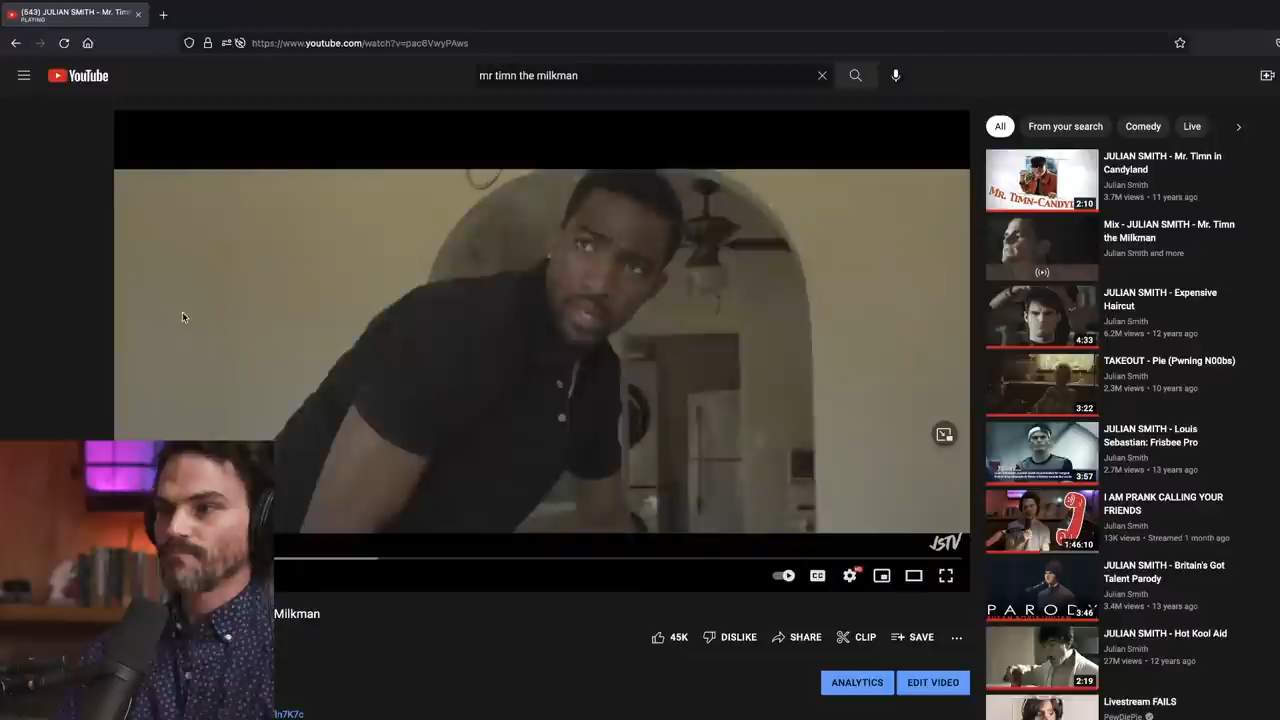 (543) JULIAN SMITH - Mr. Timn
PLAYING
https://www.youtube.com/watch?v=pac6VwyPAws
YouTube
mr timn the milkman
All
From your search
Comedy
Live
MR. TIMN-CANDYL
2:10
JULIAN SMITH - Mr. Timn in
Candyland
Julian Smith
3.7M views • 11 years ago
Mix - JULIAN SMITH - Mr. Timn
the Milkman
Julian Smith and more
4:33
JULIAN SMITH - Expensive
Haircut
Julian Smith
6.2M views • 12 years ago
3:22
TAKEOUT - Pie (Pwning N00bs)
Julian Smith
2.3M views • 10 years ago
3:57
JULIAN SMITH - Louis
Sebastian: Frisbee Pro
Julian Smith
2.7M views • 13 years ago
1:46:10
I AM PRANK CALLING YOUR
FRIENDS
Julian Smith
13K views • Streamed 1 month ago
PARODY
3:46
JULIAN SMITH - Britain's Got
Talent Parody
Julian Smith
3.4M views • 13 years ago
2:19
JULIAN SMITH - Hot Kool Aid
Julian Smith
27M views • 12 years ago
Livestream FAILS
PewDiePie
JSTV
CC
HD
Milkman
45K
DISLIKE
SHARE
CLIP
SAVE
ANALYTICS
EDIT VIDEO
ln7K7c